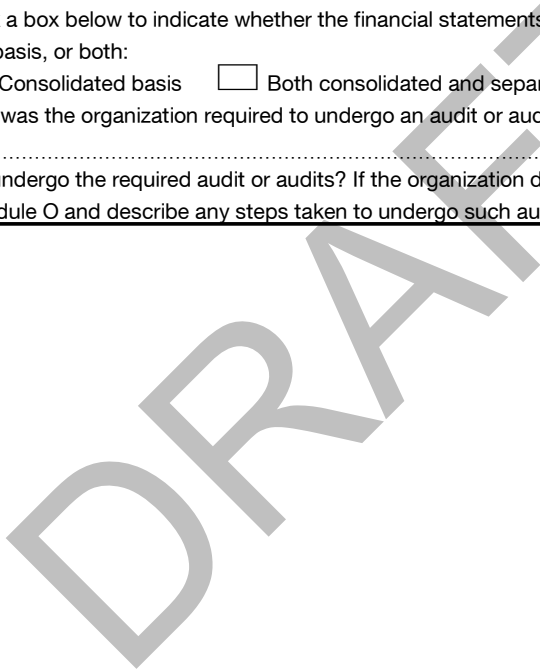 a box below to indicate whether the financial statements
basis, or both:
Consolidated basis Both consolidated and separ
was the organization required to undergo an audit or aud
undergo the required audit or audits? If the organization d
dule O and describe any steps taken to undergo such au
DRAFT